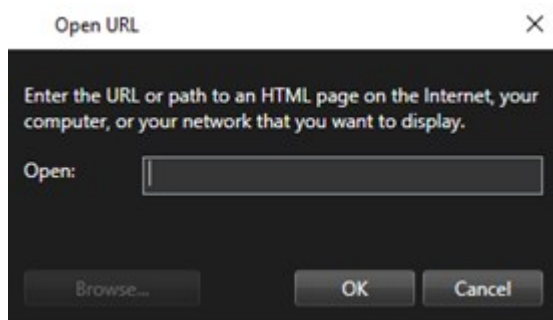 Open URL
Enter the URL or path to an HTML page on the Internet, your
computer, or your network that you want to display.
Open:
Browse...
OK Cancel